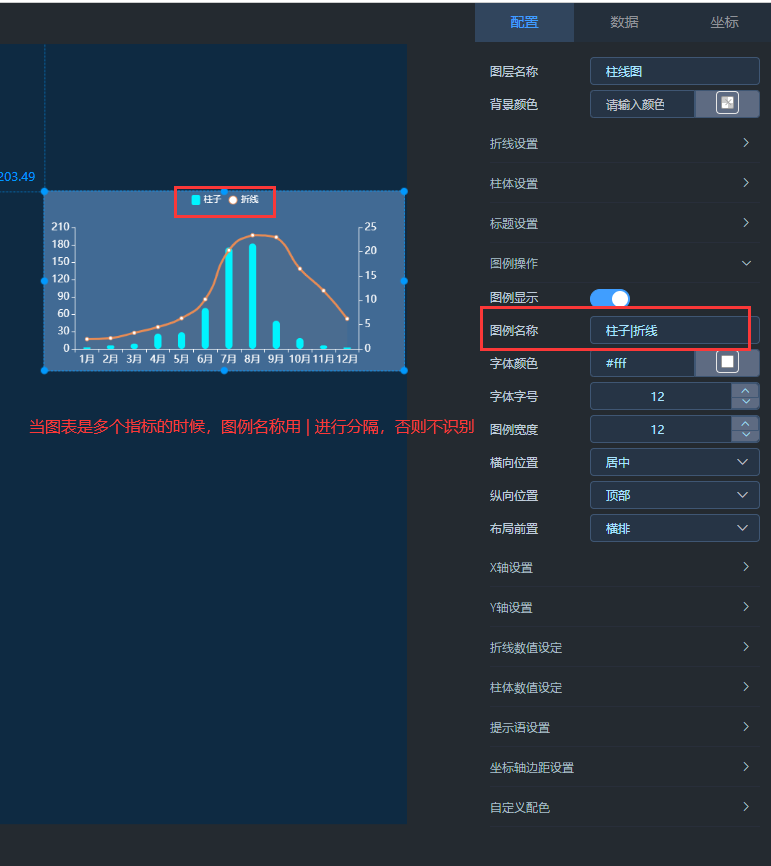 配置 数据 坐标
图层名称 柱线图
背景颜色 请输入颜色
折线设置
柱体设置
标题设置
图例操作
图例显示
图例名称 柱子|折线
字体颜色 #fff
字体字号 12
图例宽度 12
横向位置 居中
纵向位置 顶部
布局前置 横排
X轴设置
Y轴设置
折线数值设定
柱体数值设定
提示语设置
坐标轴边距设置
自定义配色
203.49
柱子 折线
210 25
180 20
150 15
120
90 10
60
30 5
0 0
1月 2月 3月 4月 5月 6月 7月 8月 9月 10月 11月 12月
当图表是多个指标的时候，图例名称用 | 进行分隔，否则不识别